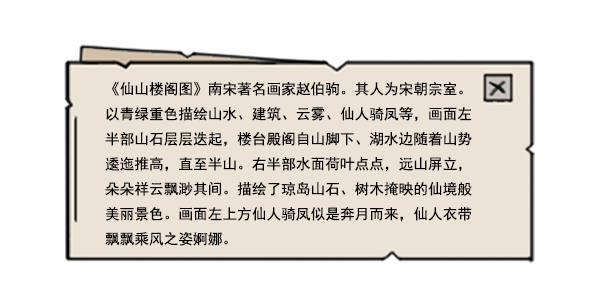 《仙山楼阁图》南宋著名画家赵伯驹。其人为宋朝宗室。
以青绿重色描绘山水、建筑、云雾、仙人骑凤等，画面左
半部山石层层迭起，楼台殿阁自山脚下、湖水边随着山势
逶迤推高，直至半山。右半部水面荷叶点点，远山屏立，
朵朵祥云飘渺其间。描绘了琼岛山石、树木掩映的仙境般
美丽景色。画面左上方仙人骑凤似是奔月而来，仙人衣带
飘飘乘风之姿婀娜。